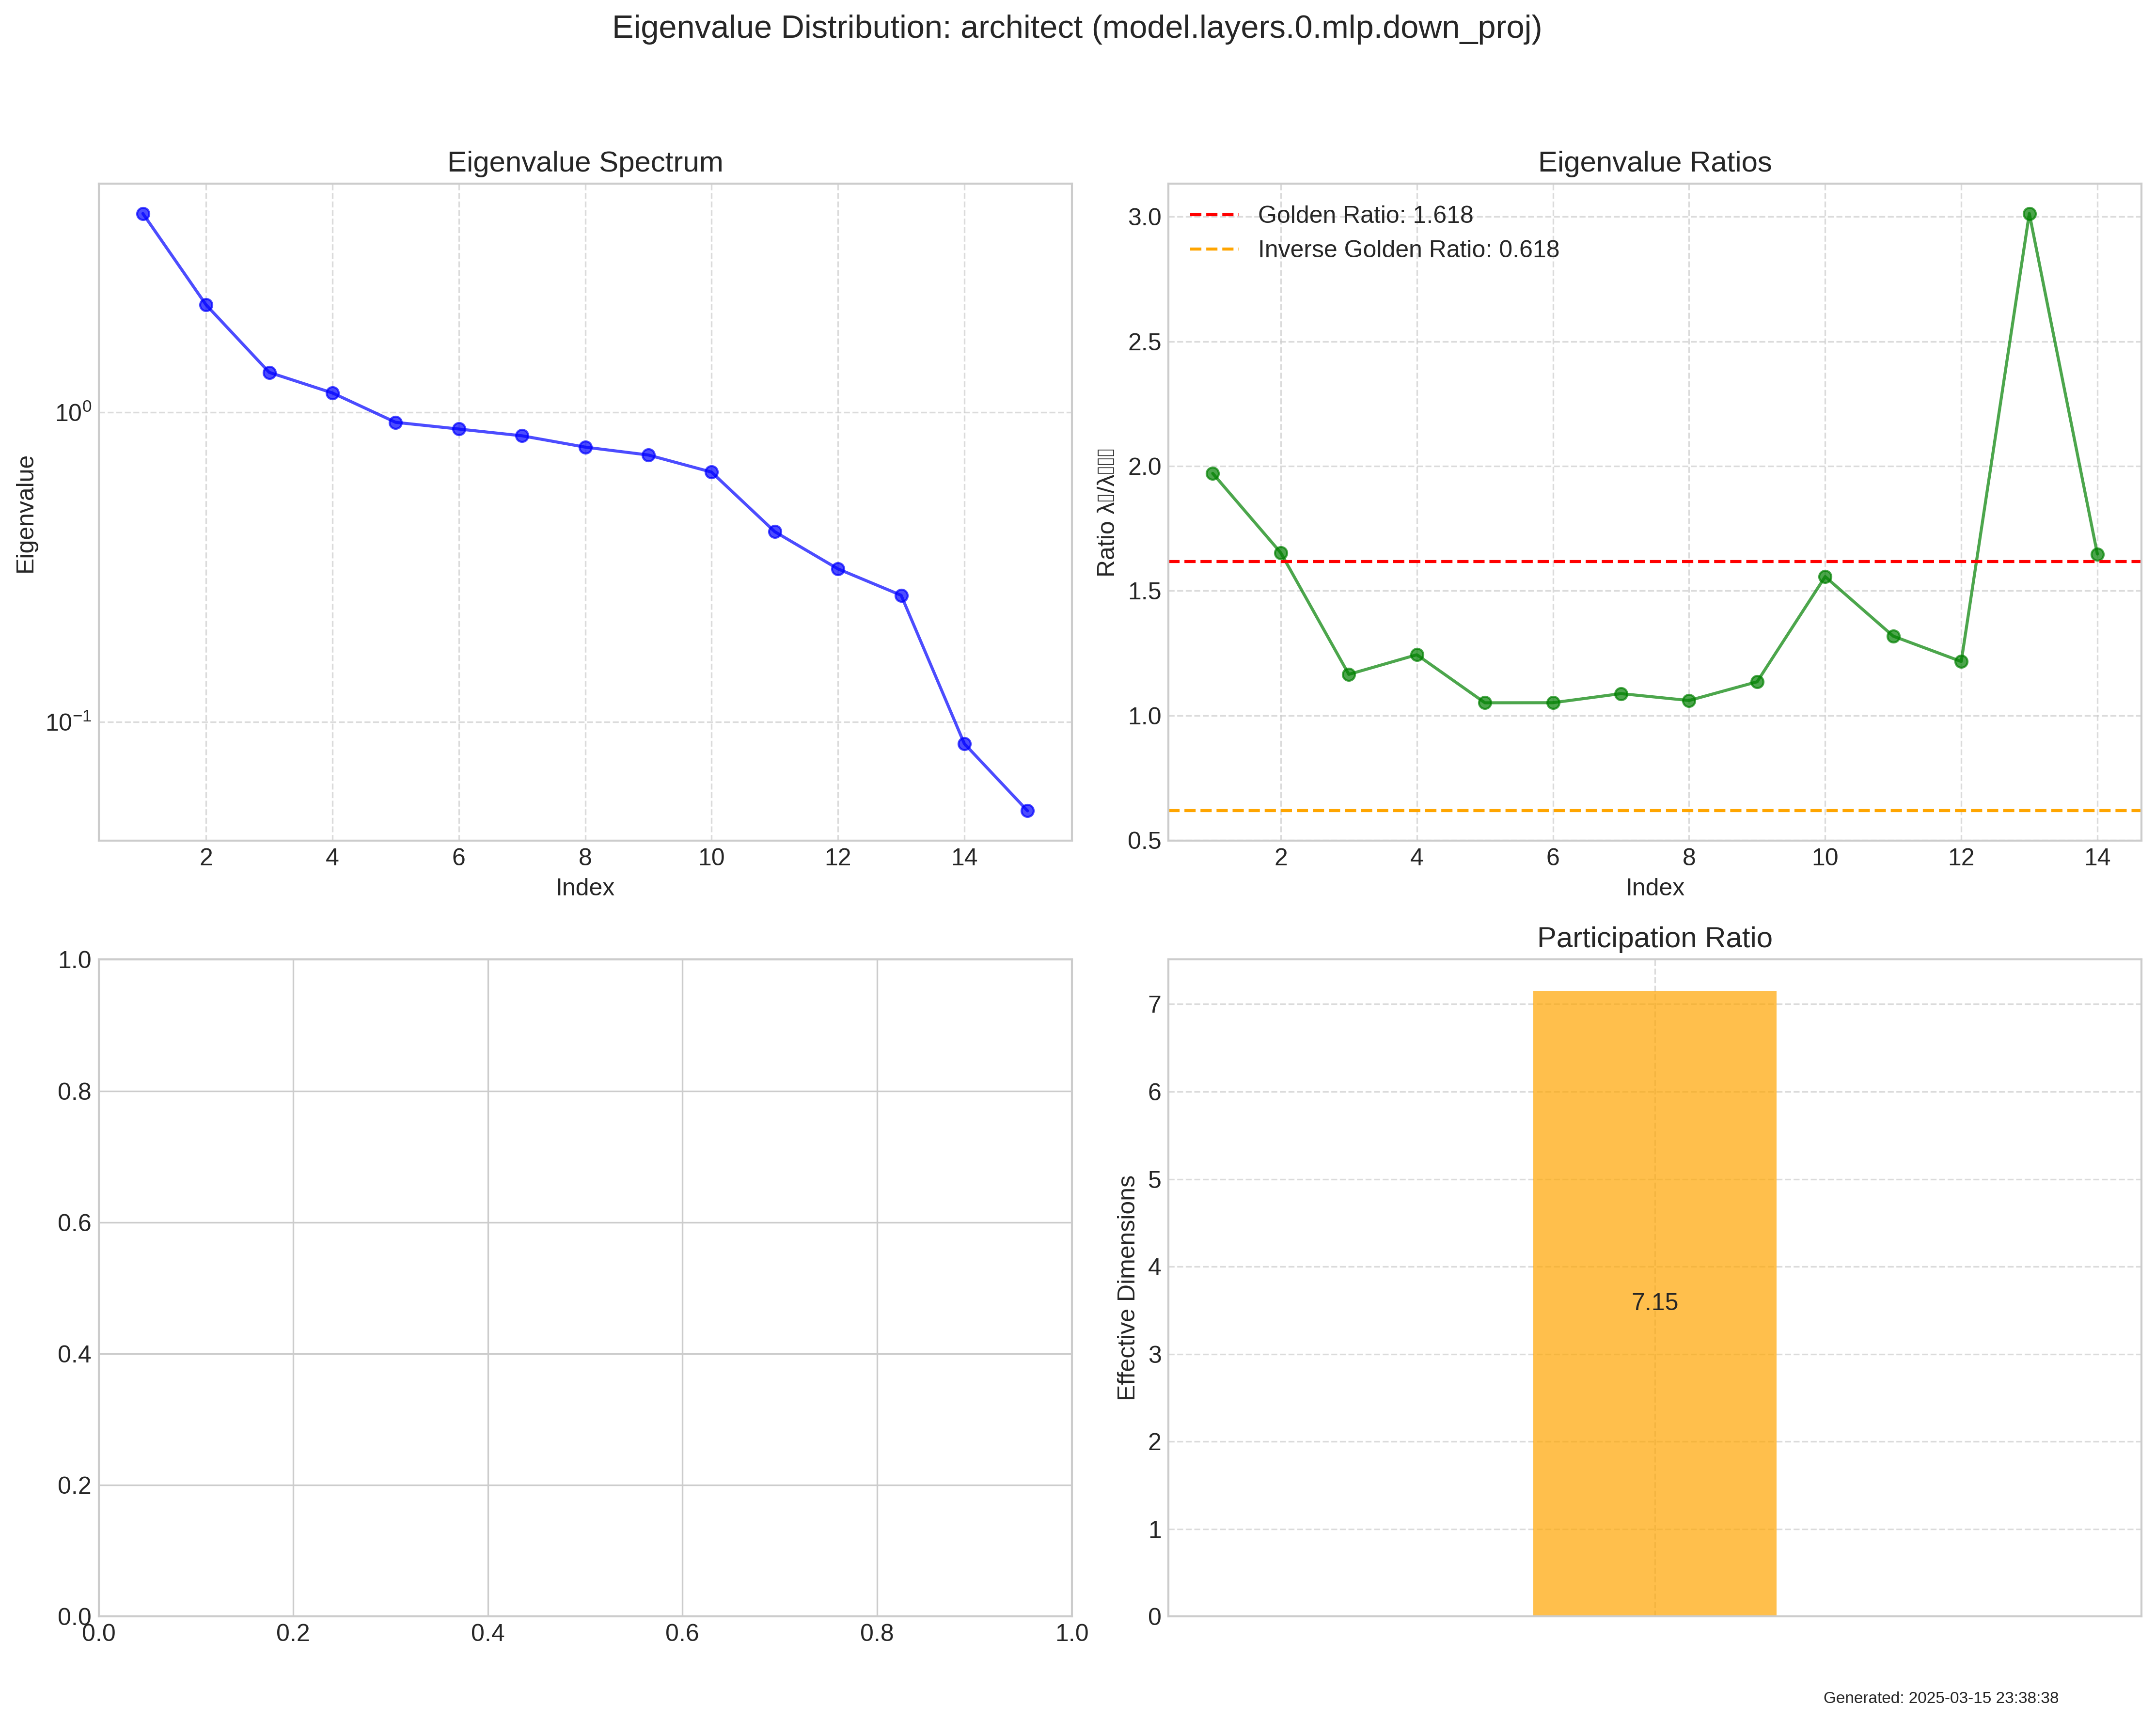 Eigenvalue Distribution: architect (model.layers.0.mlp.down_proj)
Eigenvalue Spectrum
Eigenvalue
10⁰
10⁻¹
2 4 6 8 10 12 14
Index
Eigenvalue Ratios
Golden Ratio: 1.618
Inverse Golden Ratio: 0.618
Ratio λ▯/λ▯▯▯
3.0
2.5
2.0
1.5
1.0
0.5
2 4 6 8 10 12 14
Index
1.0
0.8
0.6
0.4
0.2
0.0
0.0 0.2 0.4 0.6 0.8 1.0
Participation Ratio
Effective Dimensions
7
6
5
4
3
2
1
0
7.15
Generated: 2025-03-15 23:38:38